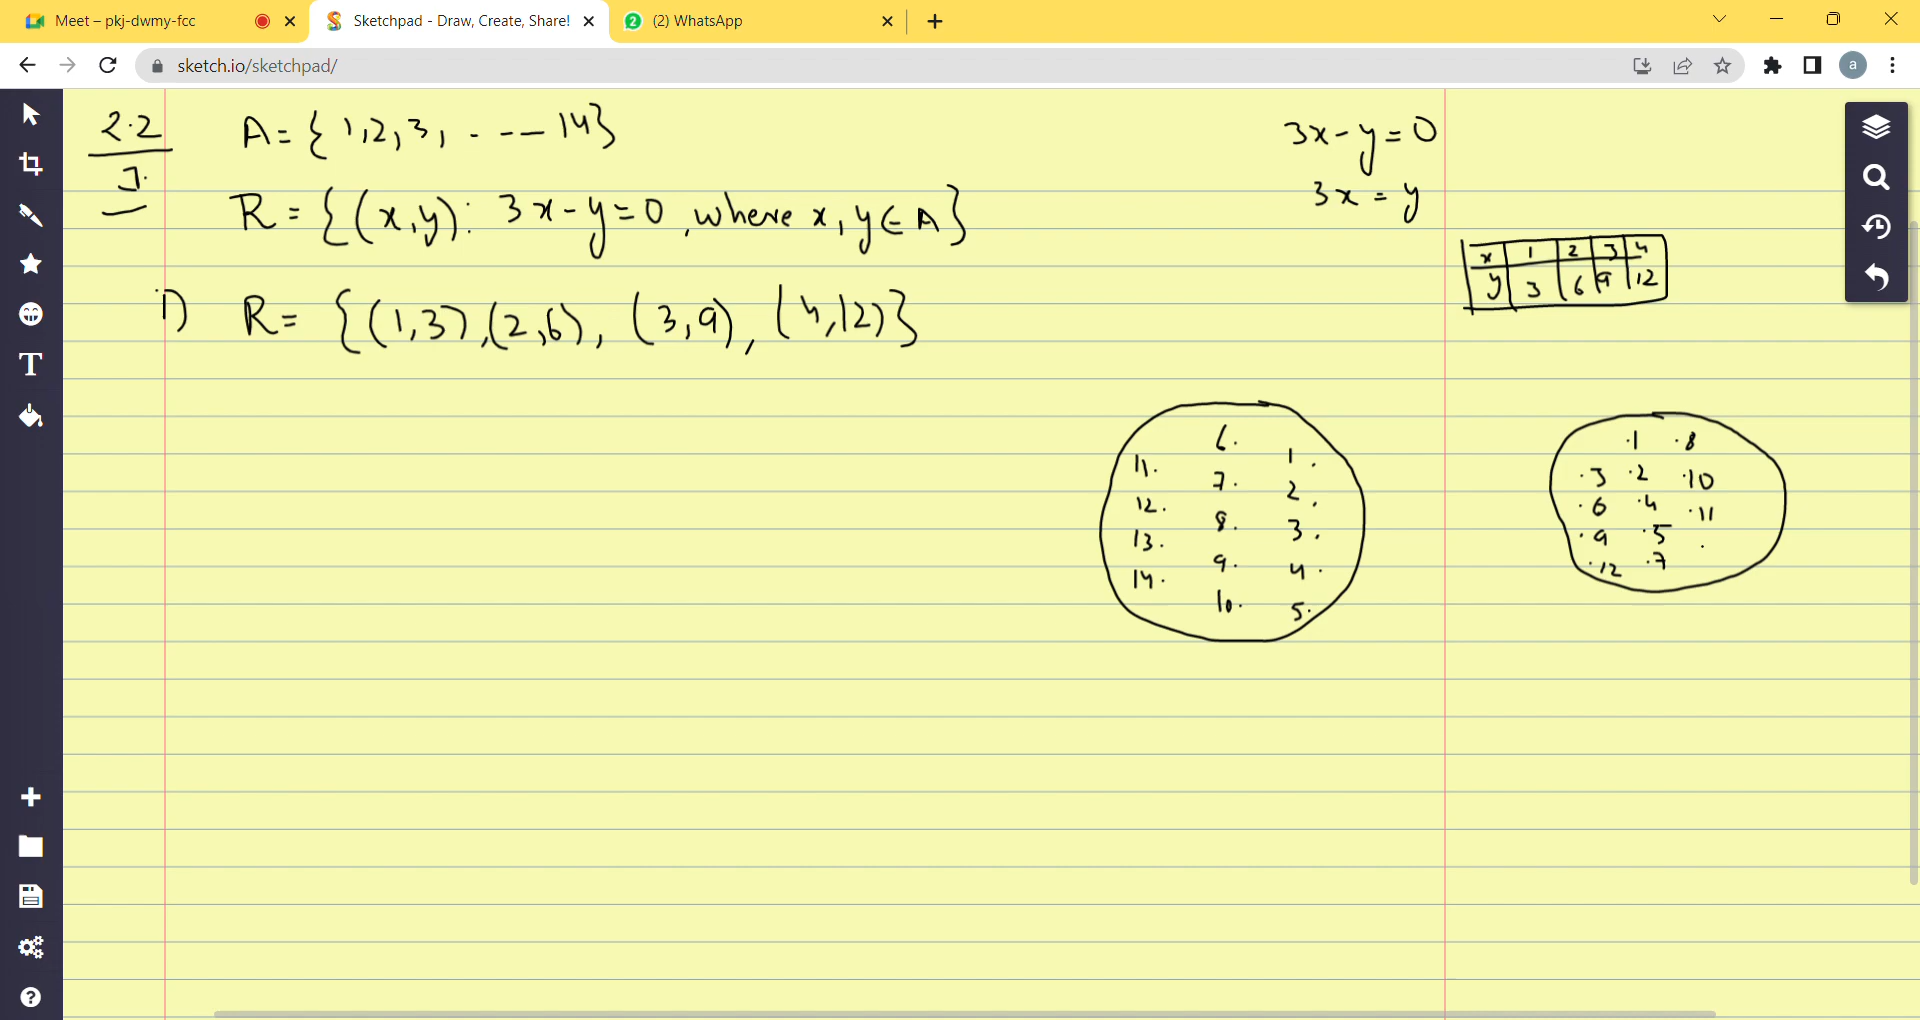 Meet – pkj-dwmy-fcc
Sketchpad - Draw, Create, Share!
(2) WhatsApp
sketch.io/sketchpad/
a
2.2
A = { 1, 2, 3, - - - 14}
3x - y = 0
3x = y
R = {(x, y) : 3x - y = 0, where x, y ∈ A}
x 1 2 3 4
y 3 6 9 12
i) R = {(1, 3), (2, 6), (3, 9), (4, 12)}
6. 
11. 1.
7.
12. 2.
8. 3.
13.
9. 4.
14.
10. 5.
.1 .8
.3 .2 .10
.6 .4 .11
.9 .5
.12 .7
T